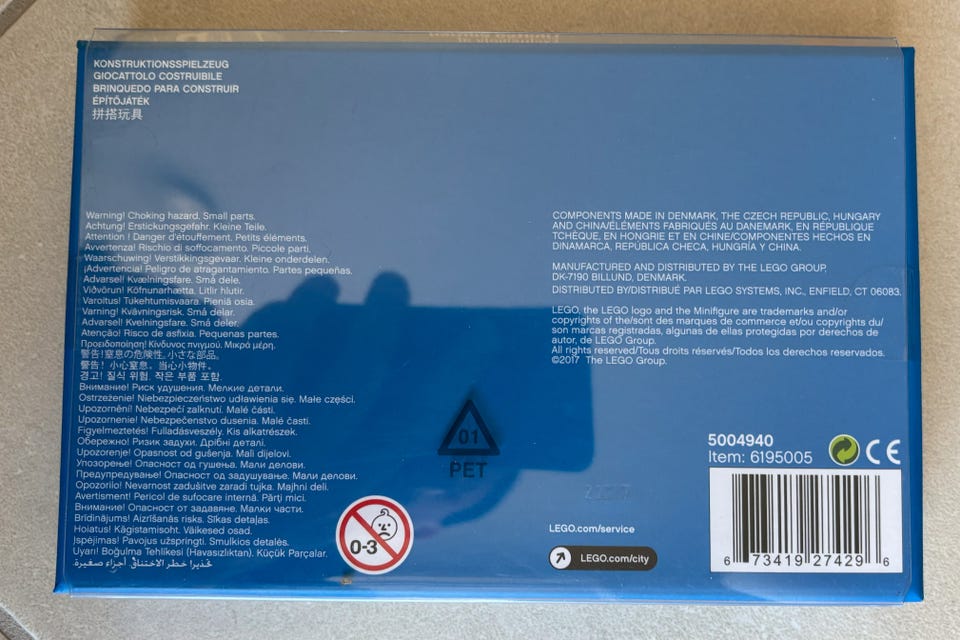 KONSTRUKTIONSSPIELZEUG
GIOCATTOLO COSTRUIBILE
BRINQUEDO PARA CONSTRUIR
ÉPÍTŐJÁTÉK
拼搭玩具
Warning! Choking hazard. Small parts.
Achtung! Erstickungsgefahr. Kleine Teile.
Attention ! Danger d'étouffement. Petits éléments.
Avvertenza! Rischio di soffocamento. Piccole parti.
Waarschuwing! Verstikkingsgevaar. Kleine onderdelen.
¡Advertencia! Peligro de atragantamiento. Partes pequeñas.
Advarsel! Kvælningsfare. Små dele.
Viðvörun! Köfnunarhætta. Litlir hlutir.
Varoitus! Tukehtumisvaara. Pieniä osia.
Varning! Kvävningsrisk. Små delar.
Advarsel! Kvelningsfare. Små deler.
Atenção! Risco de asfixia. Pequenas partes.
Προειδοποίηση! Κίνδυνος πνιγμού. Μικρά μέρη.
警告!窒息の危険性。小さな部品。
警告!小心窒息。当心小物件。
경고! 질식 위험. 작은 부품 포함.
Внимание! Риск удушения. Мелкие детали.
Ostrzeżenie! Niebezpieczeństwo udławienia się. Małe części.
Upozornění! Nebezpečí zalknutí. Malé části.
Upozornenie! Nebezpečenstvo dusenia. Malé časti.
Figyelmeztetés! Fulladásveszély. Kis alkatrészek.
Обережно! Ризик задухи. Дрібні деталі.
Upozorenje! Opasnost od gušenja. Mali dijelovi.
Упозорење! Опасност од гушења. Мали делови.
Предупредување! Опасност од задушување. Мали делови.
Opozorilo! Nevarnost zadušitve zaradi tujka. Majhni deli.
Avertisment! Pericol de sufocare internă. Părţi mici.
Внимание! Опасност от задавяне. Малки части.
Brīdinājums! Aizrīšanās risks. Sīkas detaļas.
Hoiatus! Kägistamisoht. Väikesed osad.
Įspėjimas! Pavojus užspringti. Smulkios detalės.
Uyarı! Boğulma Tehlikesi (Havasızlıktan). Küçük Parçalar.
تحذير! خطر الاختناق. أجزاء صغيرة.
0-3
01
PET
COMPONENTS MADE IN DENMARK, THE CZECH REPUBLIC, HUNGARY
AND CHINA/ÉLÉMENTS FABRIQUÉS AU DANEMARK, EN RÉPUBLIQUE
TCHÈQUE, EN HONGRIE ET EN CHINE/COMPONENTES HECHOS EN
DINAMARCA, REPÚBLICA CHECA, HUNGRÍA Y CHINA.
MANUFACTURED AND DISTRIBUTED BY THE LEGO GROUP.
DK-7190 BILLUND, DENMARK.
DISTRIBUTED BY/DISTRIBUÉ PAR LEGO SYSTEMS, INC., ENFIELD, CT 06083.
LEGO, the LEGO logo and the Minifigure are trademarks and/or
copyrights of the/sont des marques de commerce et/ou copyrights du/
son marcas registradas, algunas de ellas protegidas por derechos de
autor, de LEGO Group.
All rights reserved/Tous droits réservés/Todos los derechos reservados.
©2017 The LEGO Group.
5004940
Item: 6195005
CE
LEGO.com/service
LEGO.com/city
6 73419 27429 6